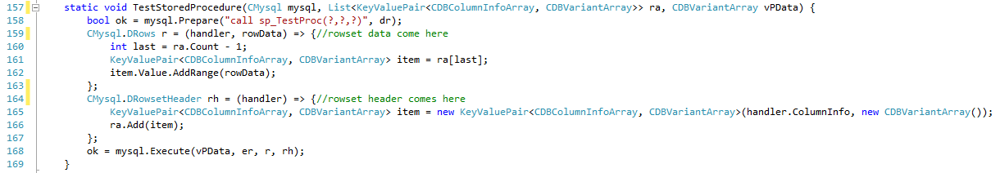 157 static void TestStoredProcedure(CMysql mysql, List<KeyValuePair<CDBColumnInfoArray, CDBVariantArray>> ra, CDBVariantArray vPData) {
158 bool ok = mysql.Prepare("call sp_TestProc(?,?,?)", dr);
159 CMysql.DRows r = (handler, rowData) => {//rowset data come here
160 int last = ra.Count - 1;
161 KeyValuePair<CDBColumnInfoArray, CDBVariantArray> item = ra[last];
162 item.Value.AddRange(rowData);
163 };
164 CMysql.DRowsetHeader rh = (handler) => {//rowset header comes here
165 KeyValuePair<CDBColumnInfoArray, CDBVariantArray> item = new KeyValuePair<CDBColumnInfoArray, CDBVariantArray>(handler.ColumnInfo, new CDBVariantArray());
166 ra.Add(item);
167 };
168 ok = mysql.Execute(vPData, er, r, rh);
169 }